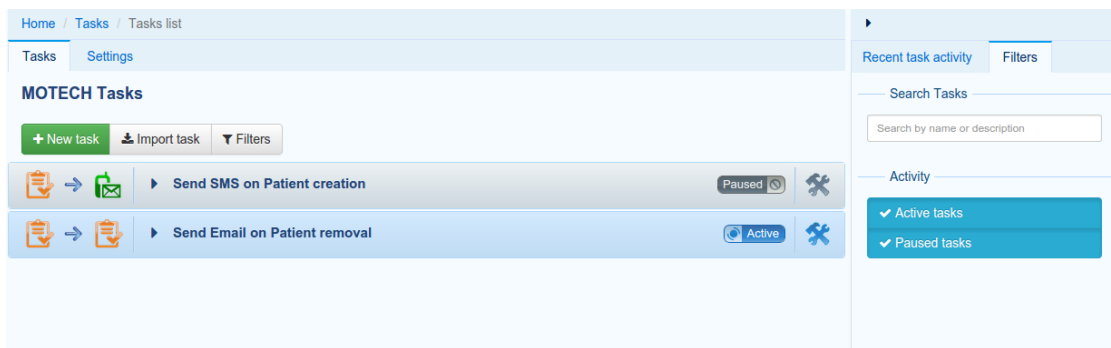 Home / Tasks / Tasks list
Tasks Settings
MOTECH Tasks
New task Import task Filters
Send SMS on Patient creation Paused
Send Email on Patient removal Active
Recent task activity Filters
Search Tasks
Search by name or description
Activity
Active tasks
Paused tasks